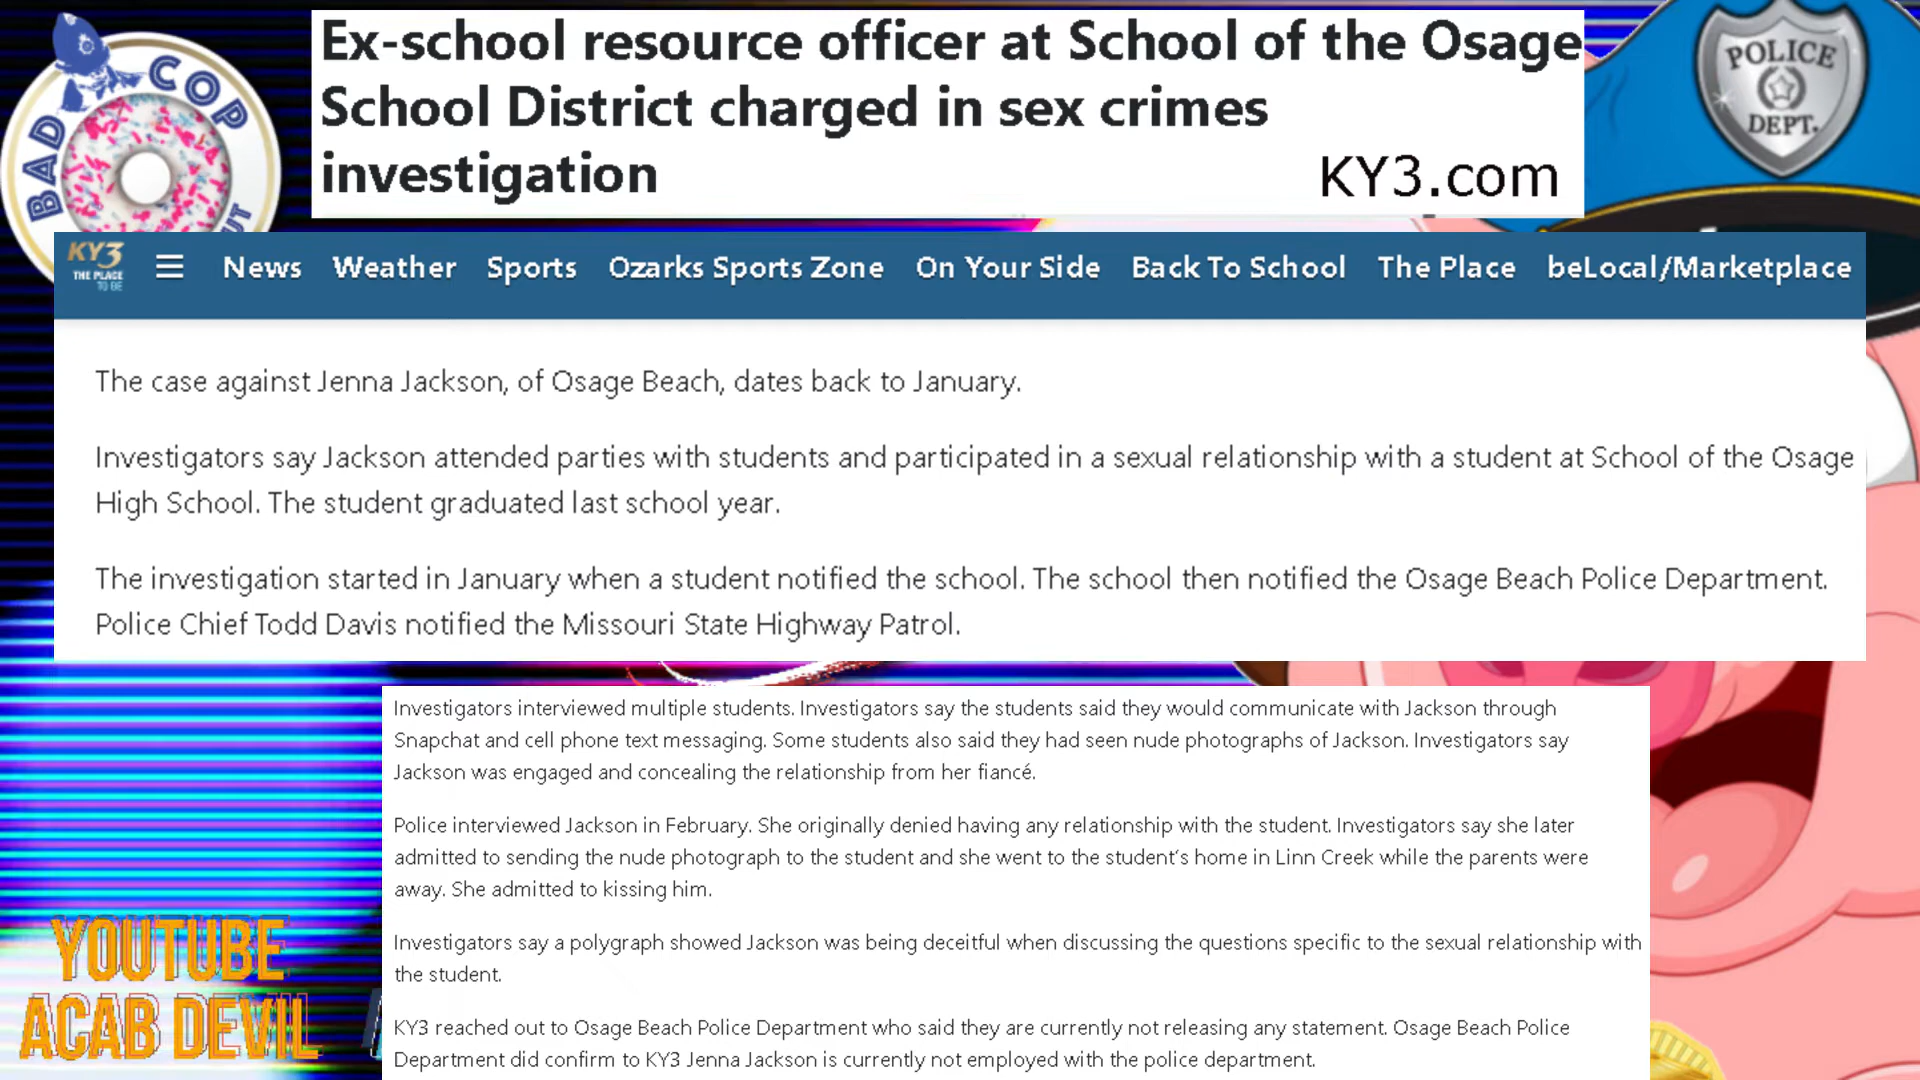 Ex-school resource officer at School of the Osage
School District charged in sex crimes
investigation
KY3.com
BAD COP
POLICE
DEPT.
KY3
THE PLACE
TO BE
News Weather Sports Ozarks Sports Zone On Your Side Back To School The Place beLocal/Marketplace
The case against Jenna Jackson, of Osage Beach, dates back to January.
Investigators say Jackson attended parties with students and participated in a sexual relationship with a student at School of the Osage
High School. The student graduated last school year.
The investigation started in January when a student notified the school. The school then notified the Osage Beach Police Department.
Police Chief Todd Davis notified the Missouri State Highway Patrol.
Investigators interviewed multiple students. Investigators say the students said they would communicate with Jackson through
Snapchat and cell phone text messaging. Some students also said they had seen nude photographs of Jackson. Investigators say
Jackson was engaged and concealing the relationship from her fiancé.
Police interviewed Jackson in February. She originally denied having any relationship with the student. Investigators say she later
admitted to sending the nude photograph to the student and she went to the student's home in Linn Creek while the parents were
away. She admitted to kissing him.
Investigators say a polygraph showed Jackson was being deceitful when discussing the questions specific to the sexual relationship with
the student.
KY3 reached out to Osage Beach Police Department who said they are currently not releasing any statement. Osage Beach Police
Department did confirm to KY3 Jenna Jackson is currently not employed with the police department.
YOUTUBE
ACAB DEVIL